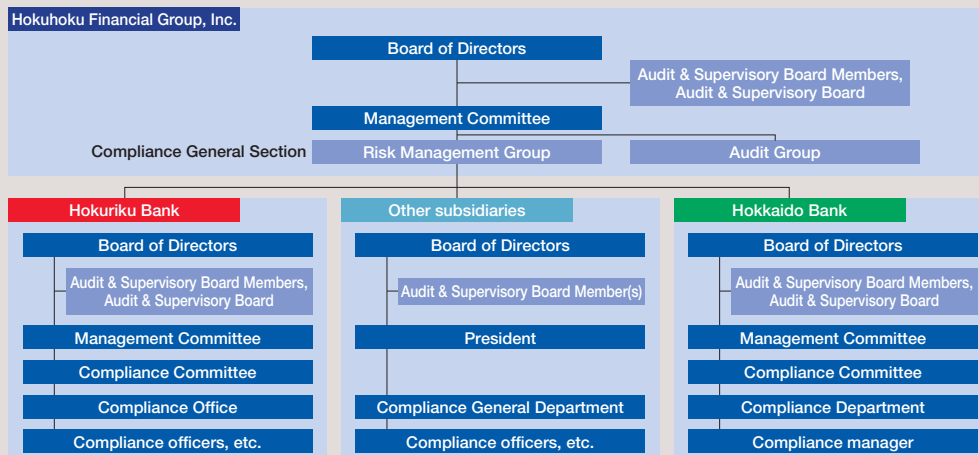 Hokuhoku Financial Group, Inc.
Board of Directors
Audit & Supervisory Board Members,
Audit & Supervisory Board
Management Committee
Compliance General Section
Risk Management Group
Audit Group
Hokuriku Bank
Board of Directors
Audit & Supervisory Board Members,
Audit & Supervisory Board
Management Committee
Compliance Committee
Compliance Office
Compliance officers, etc.
Other subsidiaries
Board of Directors
Audit & Supervisory Board Member(s)
President
Compliance General Department
Compliance officers, etc.
Hokkaido Bank
Board of Directors
Audit & Supervisory Board Members,
Audit & Supervisory Board
Management Committee
Compliance Committee
Compliance Department
Compliance manager